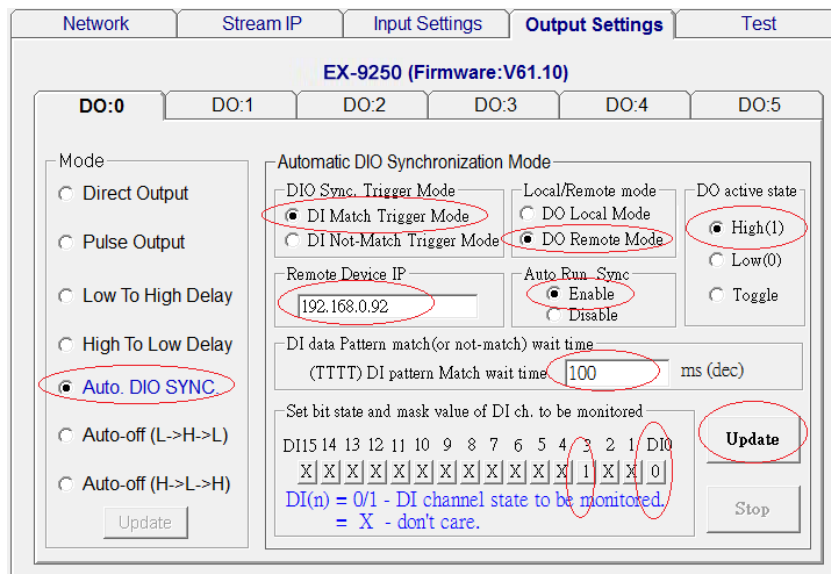 Network Stream IP Input Settings Output Settings Test
EX-9250 (Firmware:V61.10)
DO:0 DO:1 DO:2 DO:3 DO:4 DO:5
Mode
Direct Output
Pulse Output
Low To High Delay
High To Low Delay
Auto. DIO SYNC.
Auto-off (L->H->L)
Auto-off (H->L->H)
Update
Automatic DIO Synchronization Mode
DIO Sync. Trigger Mode
DI Match Trigger Mode
DI Not-Match Trigger Mode
Local/Remote mode
DO Local Mode
DO Remote Mode
DO active state
High(1)
Low(0)
Toggle
Remote Device IP
192.168.0.92
Auto Run Sync
Enable
Disable
DI data Pattern match(or not-match) wait time
(TTTT) DI pattern Match wait time 100 ms (dec)
Set bit state and mask value of DI ch. to be monitored
DI15 14 13 12 11 10 9 8 7 6 5 4 3 2 1 DI0
X X X X X X X X X X X X 1 X X 0
DI(n) = 0/1 - DI channel state to be monitored.
= X - don't care.
Update
Stop